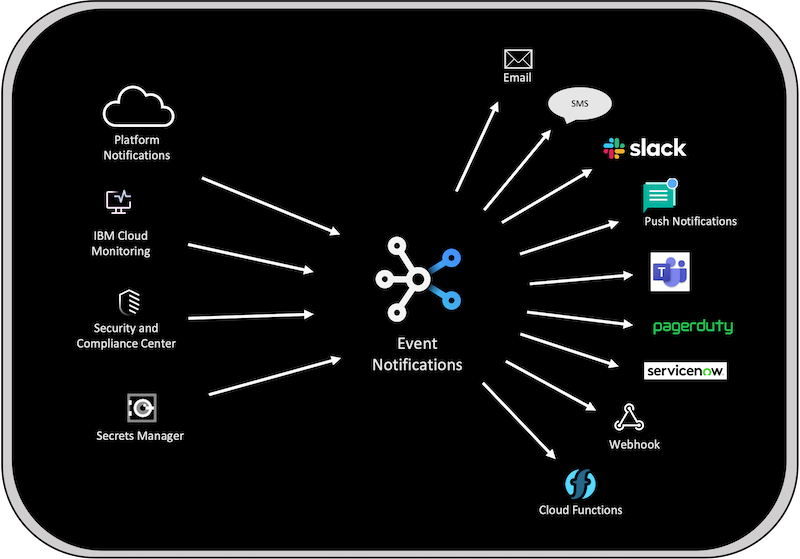 Platform
Notifications
IBM Cloud
Monitoring
Security and
Compliance Center
Secrets Manager
Event
Notifications
Email
SMS
slack
Push Notifications
T
pagerduty
servicenow
Webhook
Cloud Functions